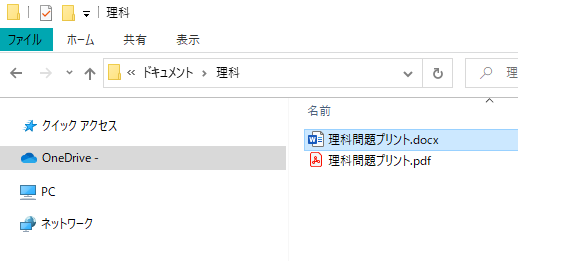 理科
ファイル ホーム 共有 表示
« ドキュメント › 理科 理
名前
クイック アクセス
理科問題プリント.docx
OneDrive -
理科問題プリント.pdf
PC
ネットワーク